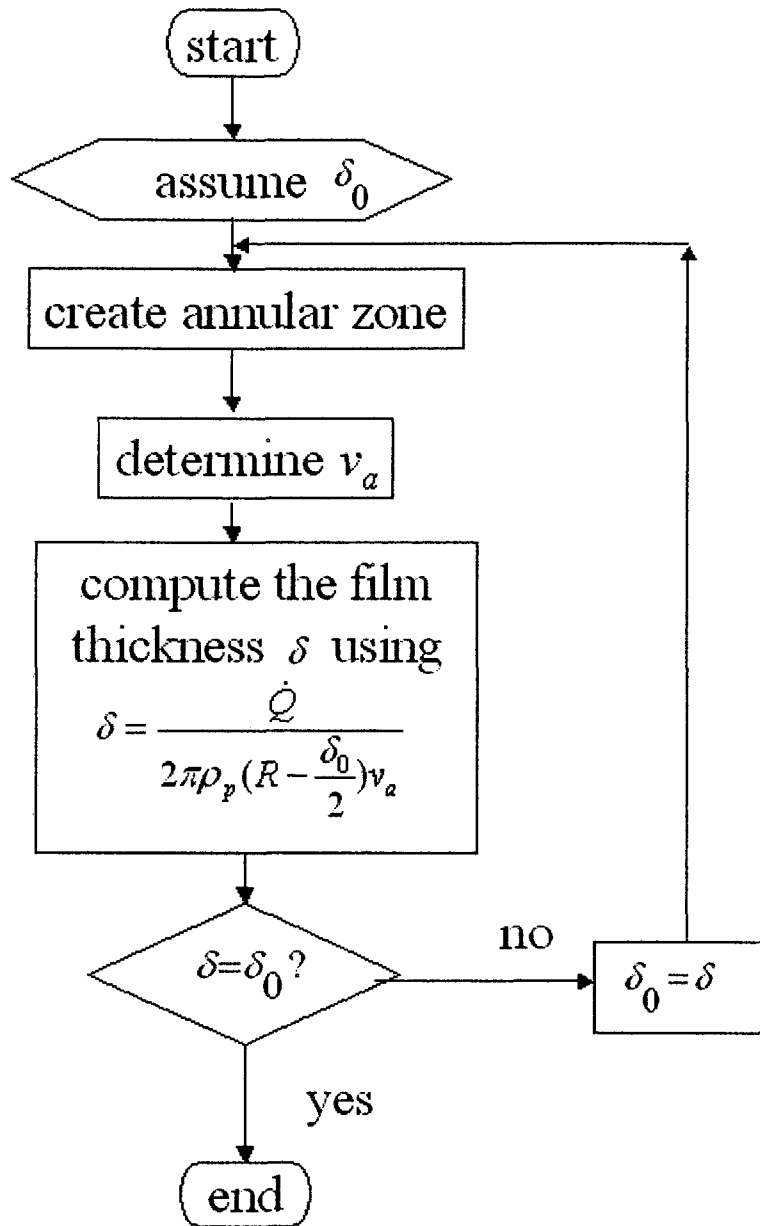 start
assume δ₀
create annular zone
determine vₐ
compute the film
thickness δ using
δ = Q̇ / (2πρₚ(R − δ₀/2)vₐ)
δ=δ₀?
no
δ₀=δ
yes
end